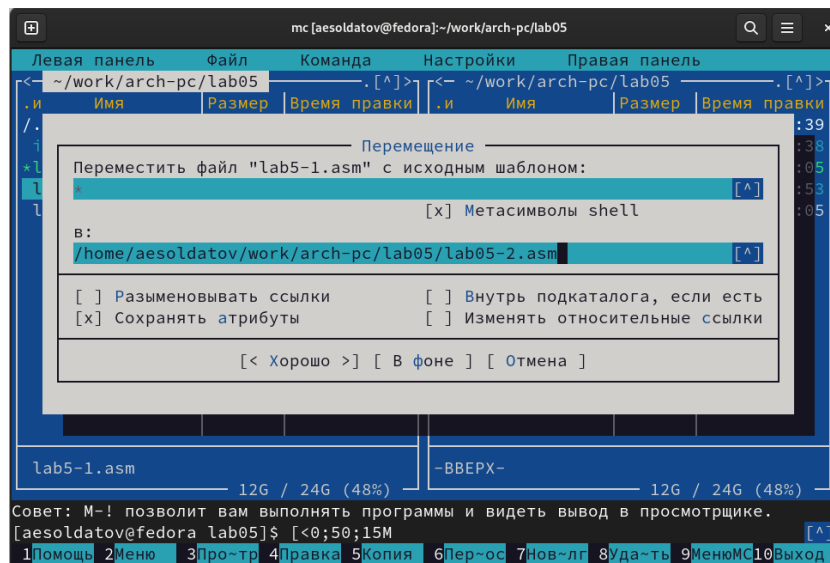 mc [aesoldatov@fedora]:~/work/arch-pc/lab05
Левая панель Файл Команда Настройки Правая панель
<— ~/work/arch-pc/lab05 .[^]> <— ~/work/arch-pc/lab05 .[^]>
.и Имя Размер Время правки .и Имя Размер Время правки
/. :39
i :38
*l :05
l :53
l :05
Перемещение
Переместить файл "lab5-1.asm" с исходным шаблоном:
* [^]
[x] Метасимволы shell
в:
/home/aesoldatov/work/arch-pc/lab05/lab05-2.asm [^]
[ ] Разыменовывать ссылки [ ] Внутрь подкаталога, если есть
[x] Сохранять атрибуты [ ] Изменять относительные ссылки
[< Хорошо >] [ В фоне ] [ Отмена ]
lab5-1.asm -ВВЕРХ-
12G / 24G (48%) 12G / 24G (48%)
Совет: M-! позволит вам выполнять программы и видеть вывод в просмотрщике.
[aesoldatov@fedora lab05]$ [<0;50;15M [^]
1Помощь 2Меню 3Про~тр 4Правка 5Копия 6Пер~ос 7Нов~лг 8Уда~ть 9МенюМС 10Выход